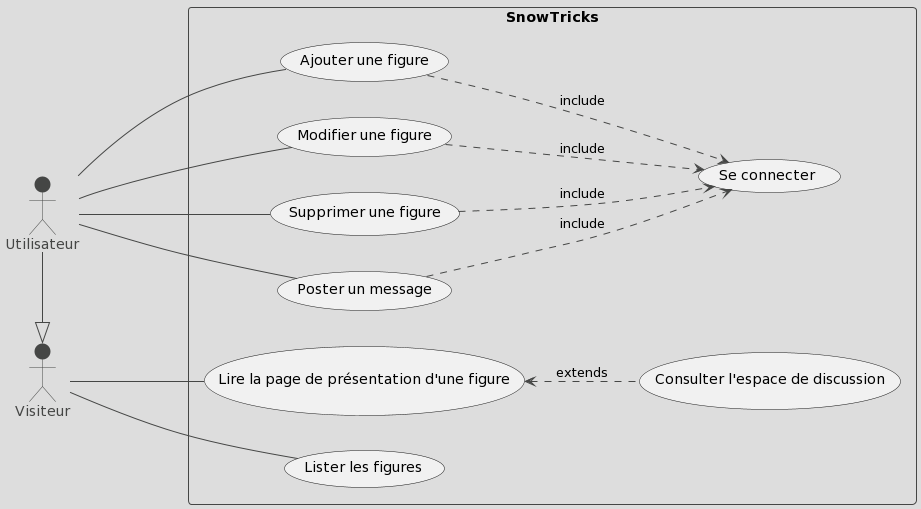 SnowTricks
Ajouter une figure
include
Modifier une figure
include
Se connecter
include
Supprimer une figure
include
Utilisateur
Poster un message
Lire la page de présentation d'une figure
extends
Consulter l'espace de discussion
Visiteur
Lister les figures